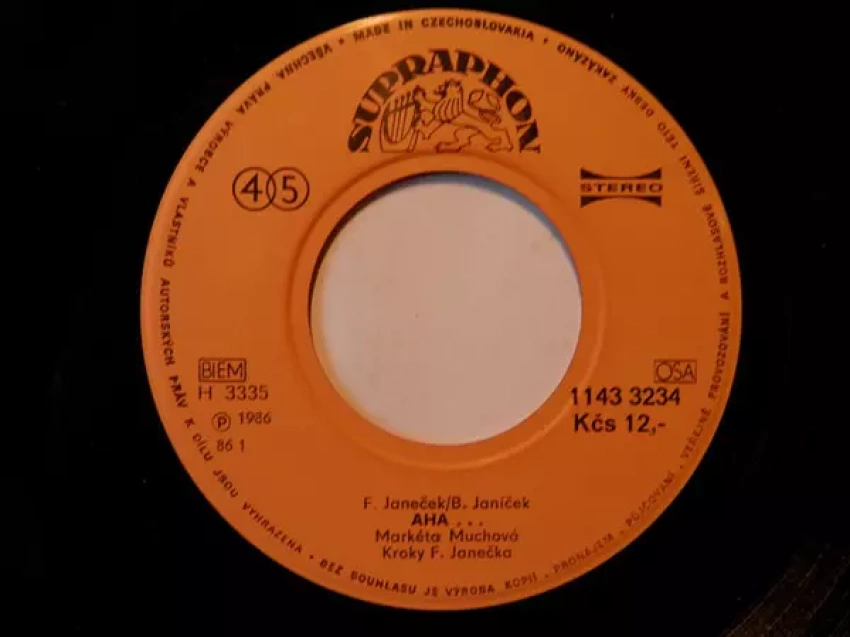 VŠECHNA PRÁVA VÝROBCE A VLASTNÍKŮ AUTORSKÝCH PRÁV K DÍLU JSOU VYHRAZENA • BEZ SOUHLASU JE VÝROBA KOPIÍ • PRONÁJEM • PŮJČOVÁNÍ • VEŘEJNÉ PROVOZOVÁNÍ A ROZHLASOVÉ ŠÍŘENÍ TÉTO DESKY ZAKÁZÁNO • MADE IN CZECHOSLOVAKIA •
SUPRAPHON
45
STEREO
BIEM
H 3335
Ⓟ 1986
86 1
OSA
1143 3234
Kčs 12,-
F. Janeček/B. Janíček
AHA...
Markéta Muchová
Kroky F. Janečka